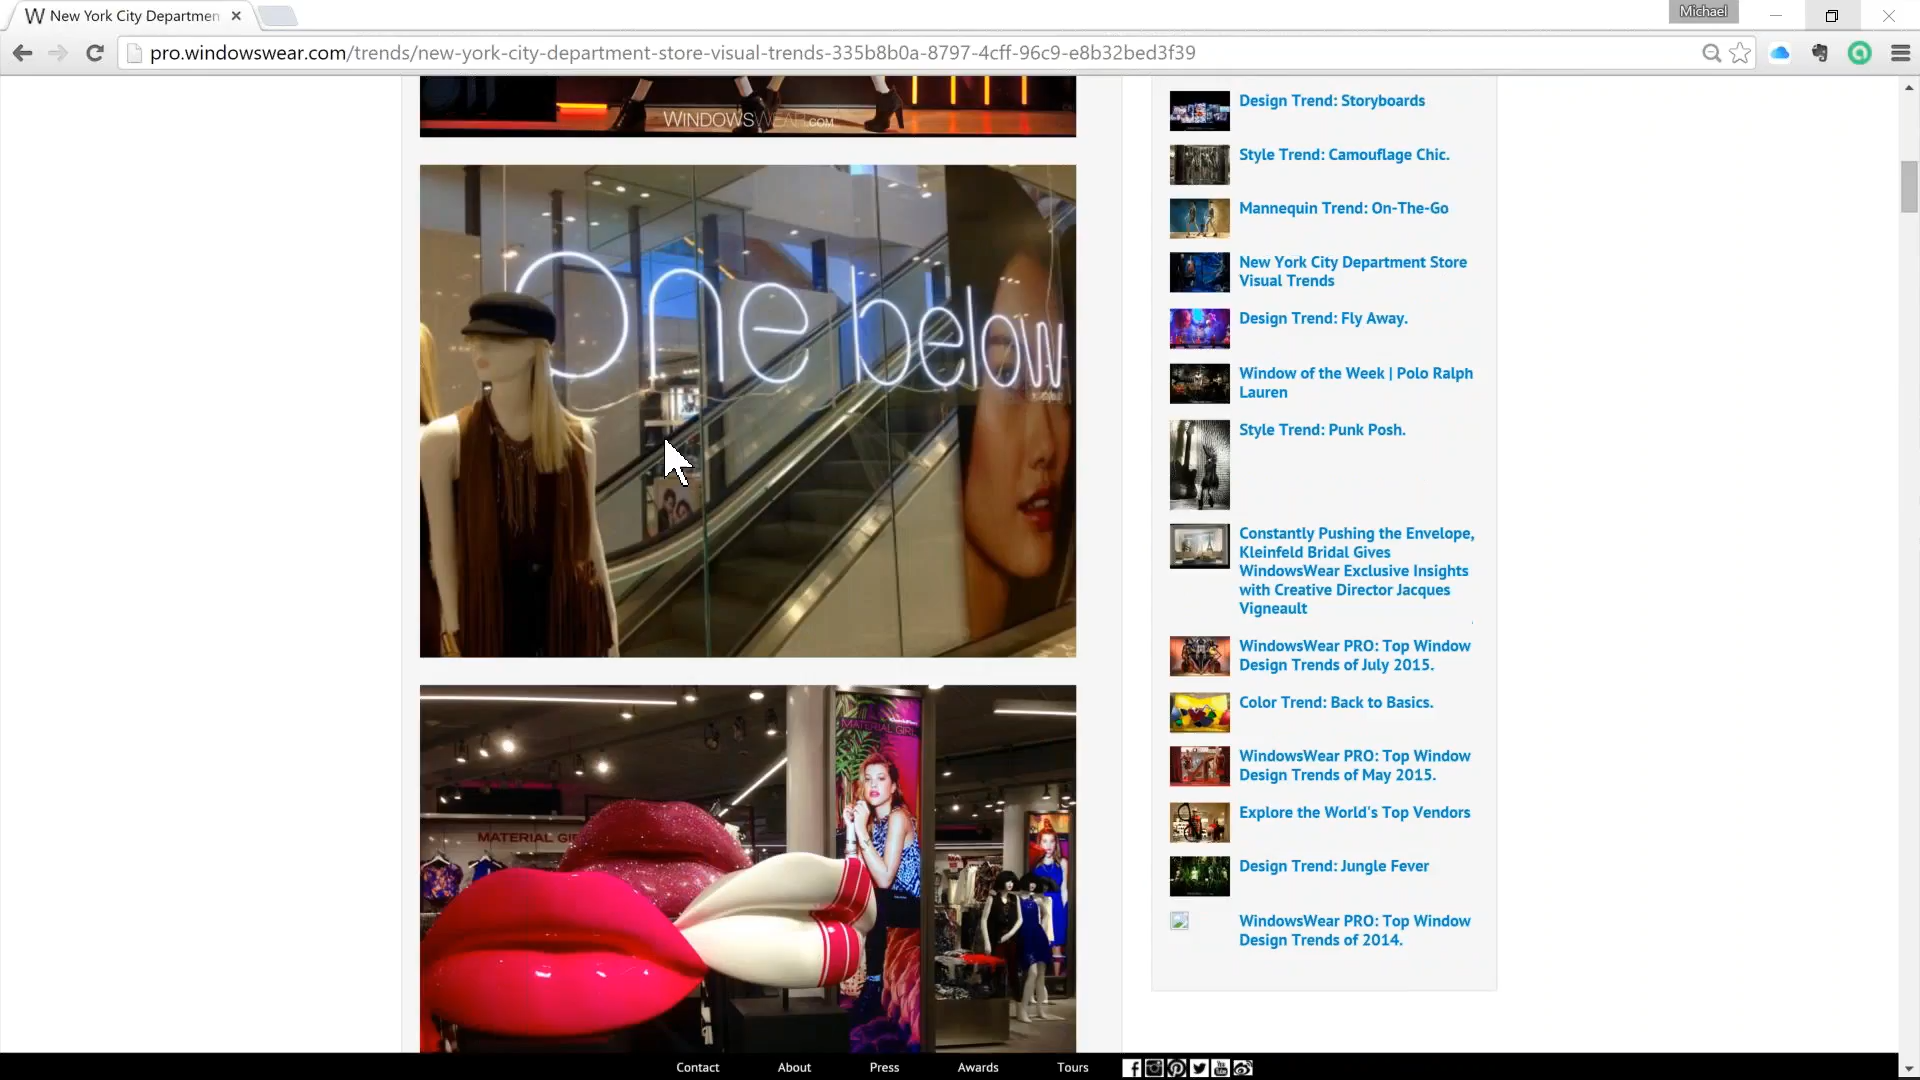 New York City Departmen
Michael
pro.windowswear.com/trends/new-york-city-department-store-visual-trends-335b8b0a-8797-4cff-96c9-e8b32bed3f39
WINDOWSWEAR.COM
one below
MATERIAL GIRL
MATERIAL GI
Design Trend: Storyboards
Style Trend: Camouflage Chic.
Mannequin Trend: On-The-Go
New York City Department Store
Visual Trends
Design Trend: Fly Away.
Window of the Week | Polo Ralph
Lauren
Style Trend: Punk Posh.
Constantly Pushing the Envelope,
Kleinfeld Bridal Gives
WindowsWear Exclusive Insights
with Creative Director Jacques
Vigneault
WindowsWear PRO: Top Window
Design Trends of July 2015.
Color Trend: Back to Basics.
WindowsWear PRO: Top Window
Design Trends of May 2015.
Explore the World's Top Vendors
Design Trend: Jungle Fever
WindowsWear PRO: Top Window
Design Trends of 2014.
Contact About Press Awards Tours